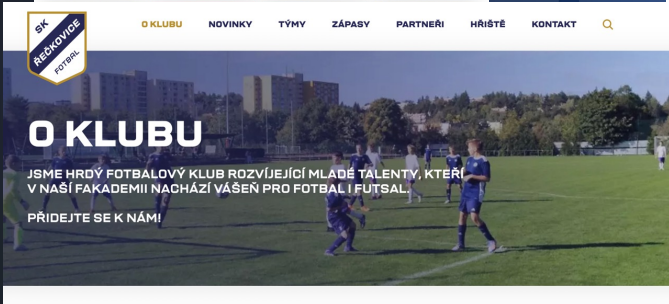 SK
ŘEČKOVICE
FOTBAL
O KLUBU NOVINKY TÝMY ZÁPASY PARTNEŘI HŘIŠTĚ KONTAKT
O KLUBU
JSME HRDÝ FOTBALOVÝ KLUB ROZVÍJEJÍCÍ MLADÉ TALENTY, KTEŘÍ
V NAŠÍ FAKADEMII NACHÁZÍ VÁŠEŇ PRO FOTBAL I FUTSAL.
PŘIDEJTE SE K NÁM!